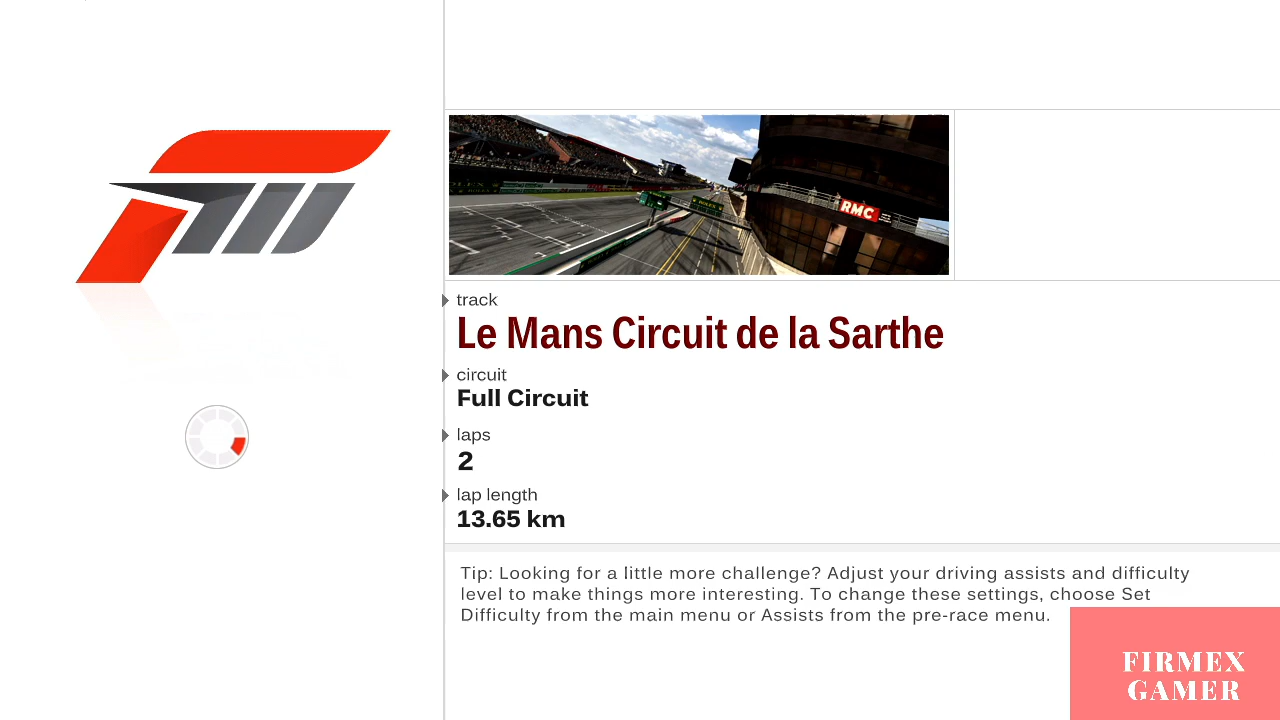 ROLEX
RMC
track
Le Mans Circuit de la Sarthe
circuit
Full Circuit
laps
2
lap length
13.65 km
Tip: Looking for a little more challenge? Adjust your driving assists and difficulty
level to make things more interesting. To change these settings, choose Set
Difficulty from the main menu or Assists from the pre-race menu.
FIRMEX
GAMER